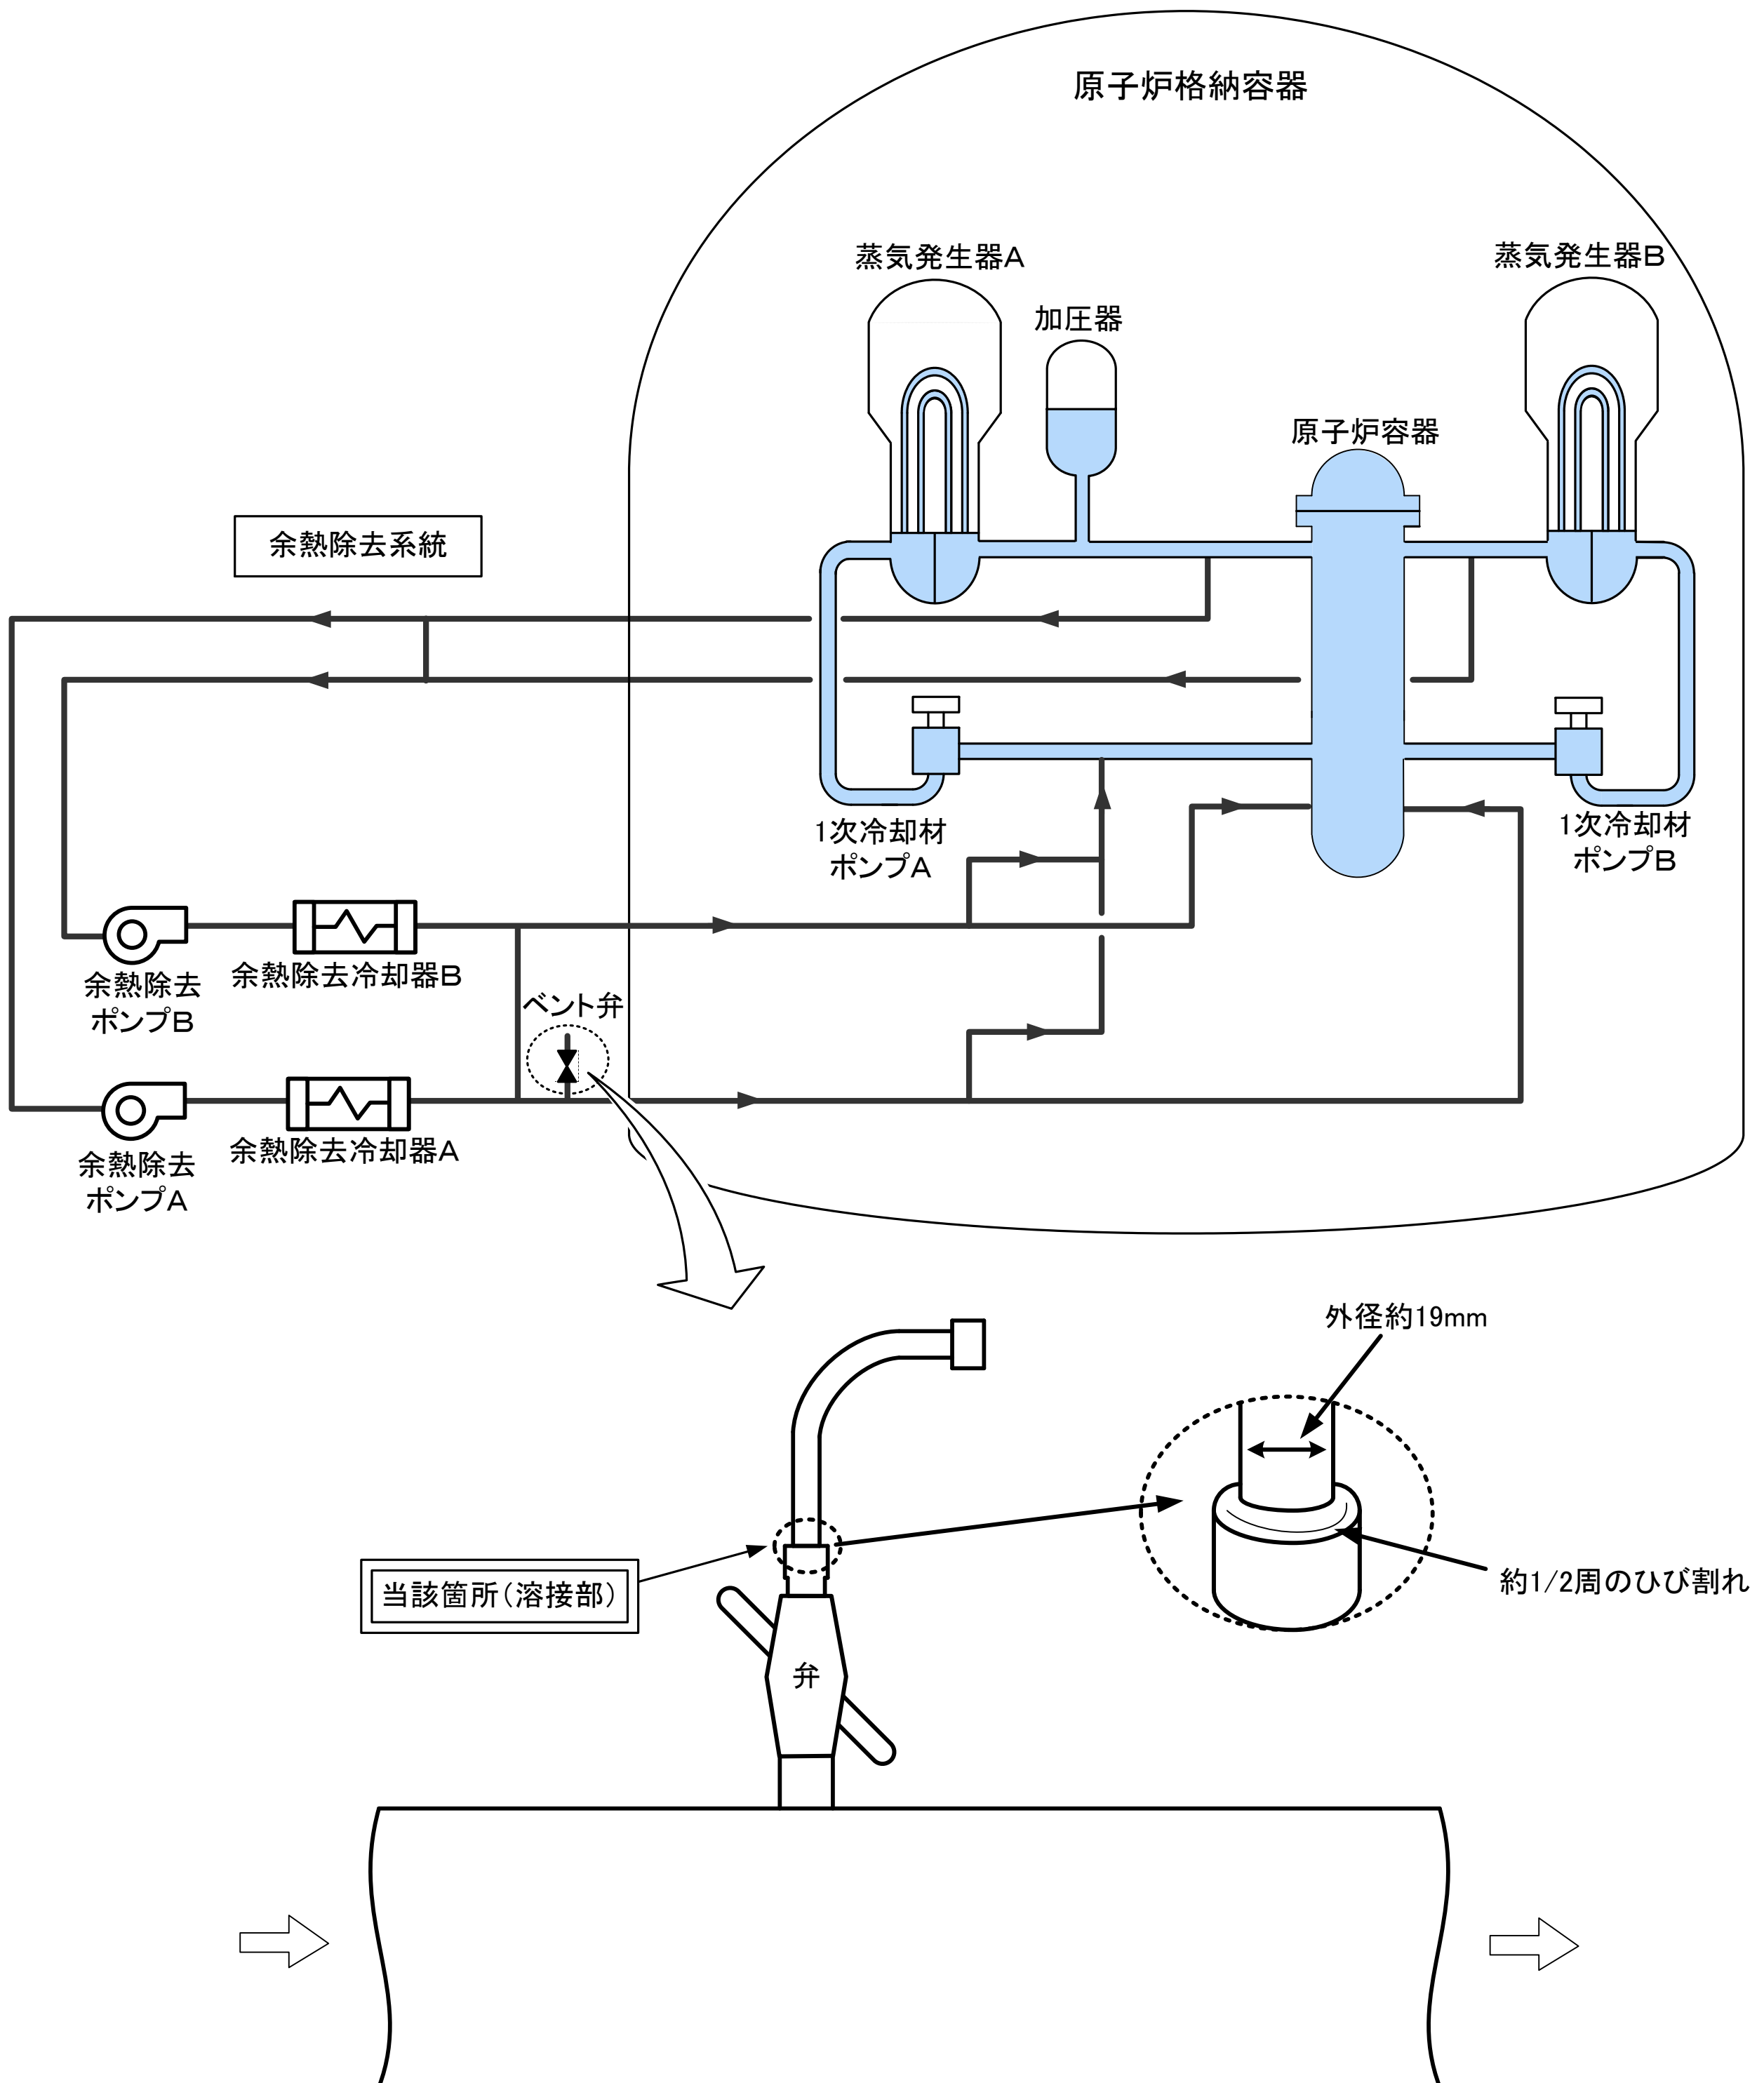 原子炉格納容器
蒸気発生器A
蒸気発生器B
加圧器
原子炉容器
余熱除去系統
1次冷却材
ポンプA
1次冷却材
ポンプB
余熱除去
ポンプB
余熱除去冷却器B
ベント弁
余熱除去
ポンプA
余熱除去冷却器A
外径約19mm
当該箇所(溶接部)
約1/2周のひび割れ
弁